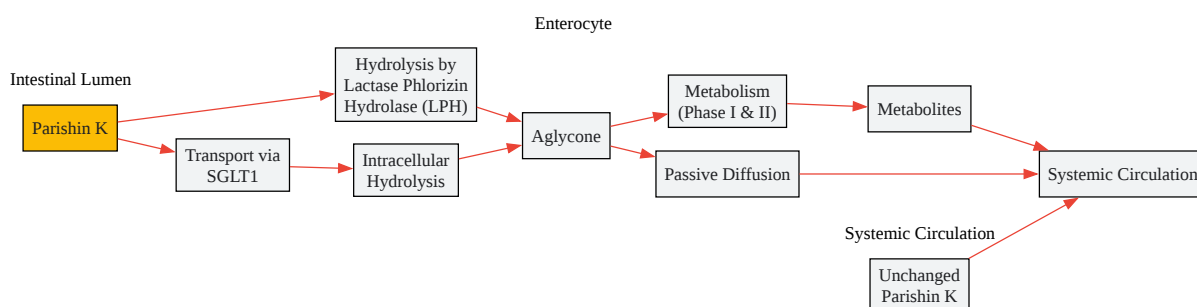 Enterocyte
Intestinal Lumen
Parishin K
Hydrolysis by
Lactase Phlorizin
Hydrolase (LPH)
Transport via
SGLT1
Intracellular
Hydrolysis
Aglycone
Metabolism
(Phase I & II)
Passive Diffusion
Metabolites
Systemic Circulation
Systemic Circulation
Unchanged
Parishin K